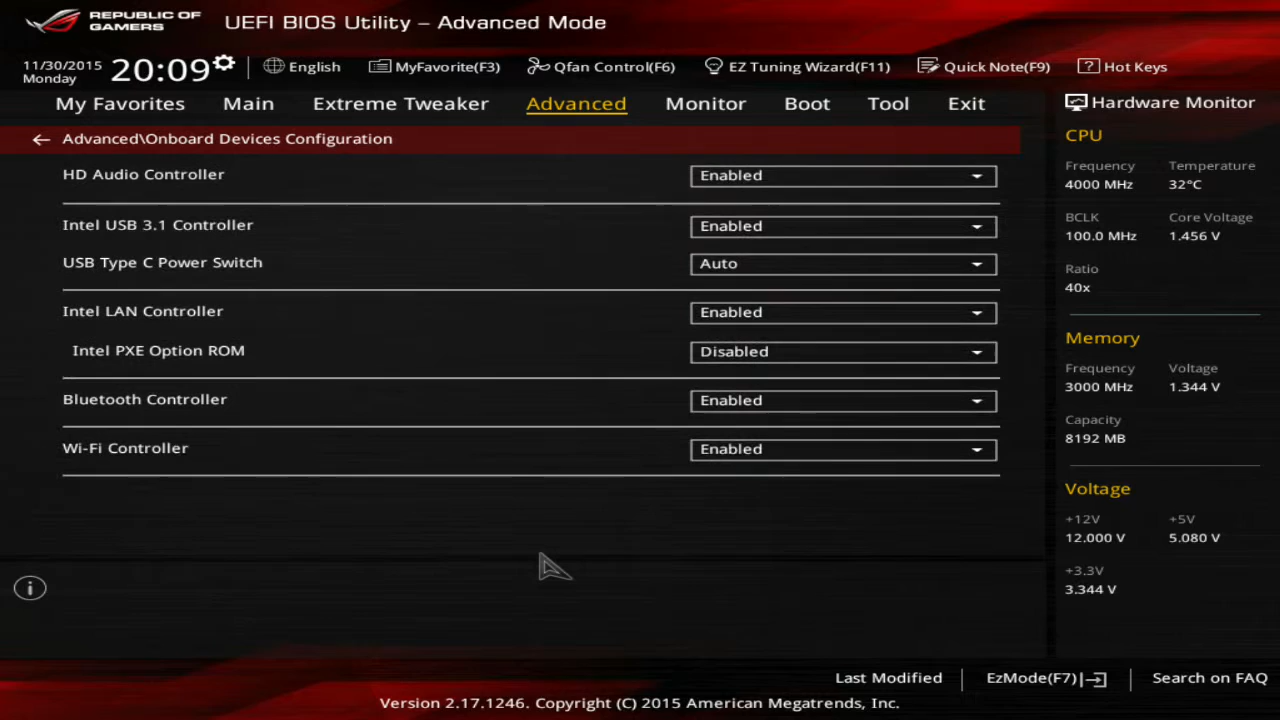 REPUBLIC OF
GAMERS
UEFI BIOS Utility – Advanced Mode
11/30/2015
Monday
20:09
English
MyFavorite(F3)
Qfan Control(F6)
EZ Tuning Wizard(F11)
Quick Note(F9)
? Hot Keys
My Favorites
Main
Extreme Tweaker
Advanced
Monitor
Boot
Tool
Exit
Advanced\Onboard Devices Configuration
HD Audio Controller Enabled
Intel USB 3.1 Controller Enabled
USB Type C Power Switch Auto
Intel LAN Controller Enabled
Intel PXE Option ROM Disabled
Bluetooth Controller Enabled
Wi-Fi Controller Enabled
i
Hardware Monitor
CPU
Frequency Temperature
4000 MHz 32°C
BCLK Core Voltage
100.0 MHz 1.456 V
Ratio
40x
Memory
Frequency Voltage
3000 MHz 1.344 V
Capacity
8192 MB
Voltage
+12V +5V
12.000 V 5.080 V
+3.3V
3.344 V
Last Modified
EzMode(F7)
Search on FAQ
Version 2.17.1246. Copyright (C) 2015 American Megatrends, Inc.